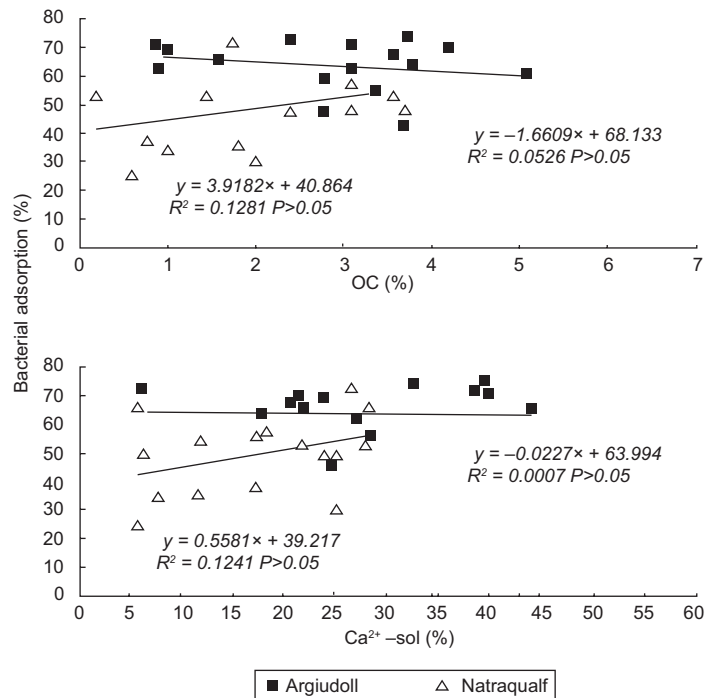 80
70
60
50
40
30
20
10
0
y = –1.6609× + 68.133
R² = 0.0526 P>0.05
y = 3.9182× + 40.864
R² = 0.1281 P>0.05
0 1 2 3 4 5 6 7
OC (%)
Bacterial adsorption (%)
80
70
60
50
40
30
20
10
0
y = –0.0227× + 63.994
R² = 0.0007 P>0.05
y = 0.5581× + 39.217
R² = 0.1241 P>0.05
0 5 10 15 20 25 30 35 40 45 50 55 60
Ca²⁺ –sol (%)
Argiudoll Natraqualf